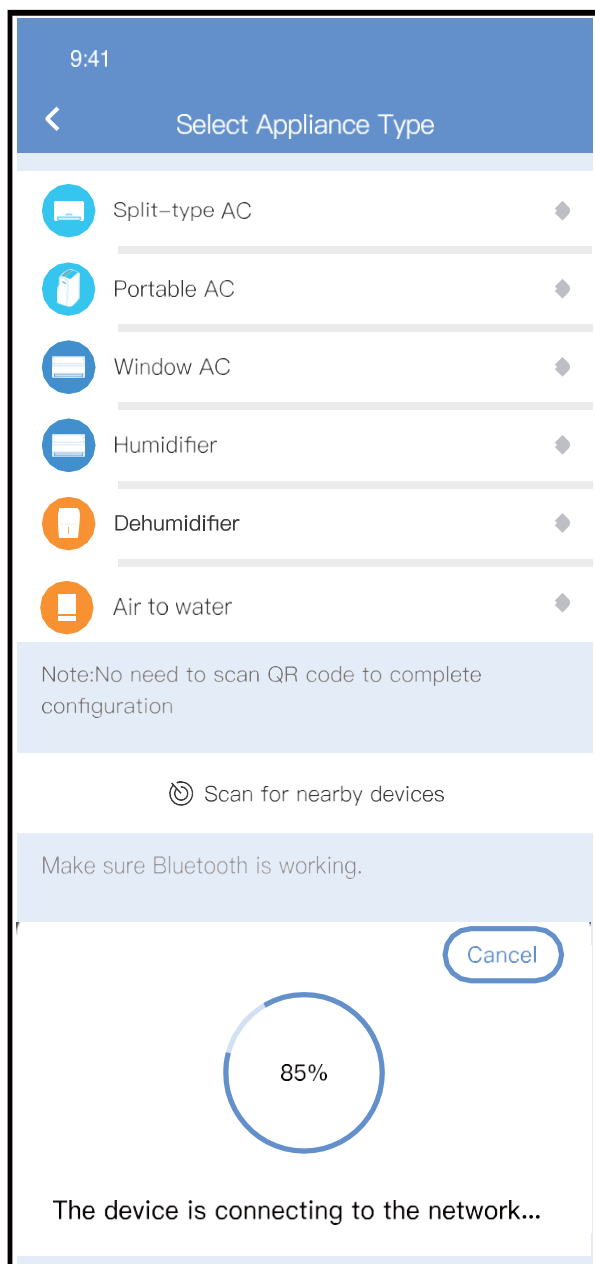 9:41
Select Appliance Type
Split-type AC
Portable AC
Window AC
Humidifier
Dehumidifier
Air to water
Note:No need to scan QR code to complete
configuration
Scan for nearby devices
Make sure Bluetooth is working.
Cancel
85%
The device is connecting to the network...